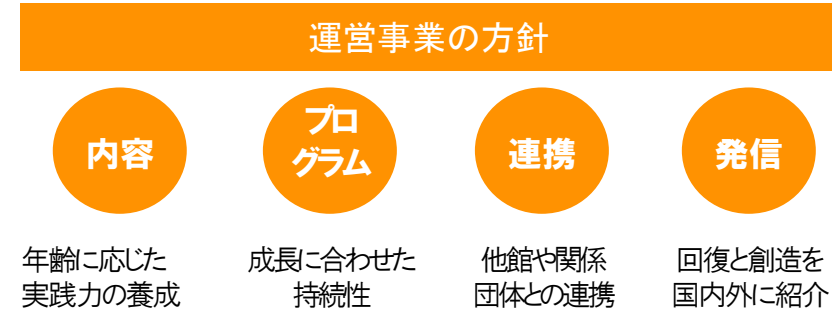 運営事業の方針
内容
プロ
グラム
連携
発信
年齢に応じた
実践力の養成
成長に合わせた
持続性
他館や関係
団体との連携
回復と創造を
国内外に紹介